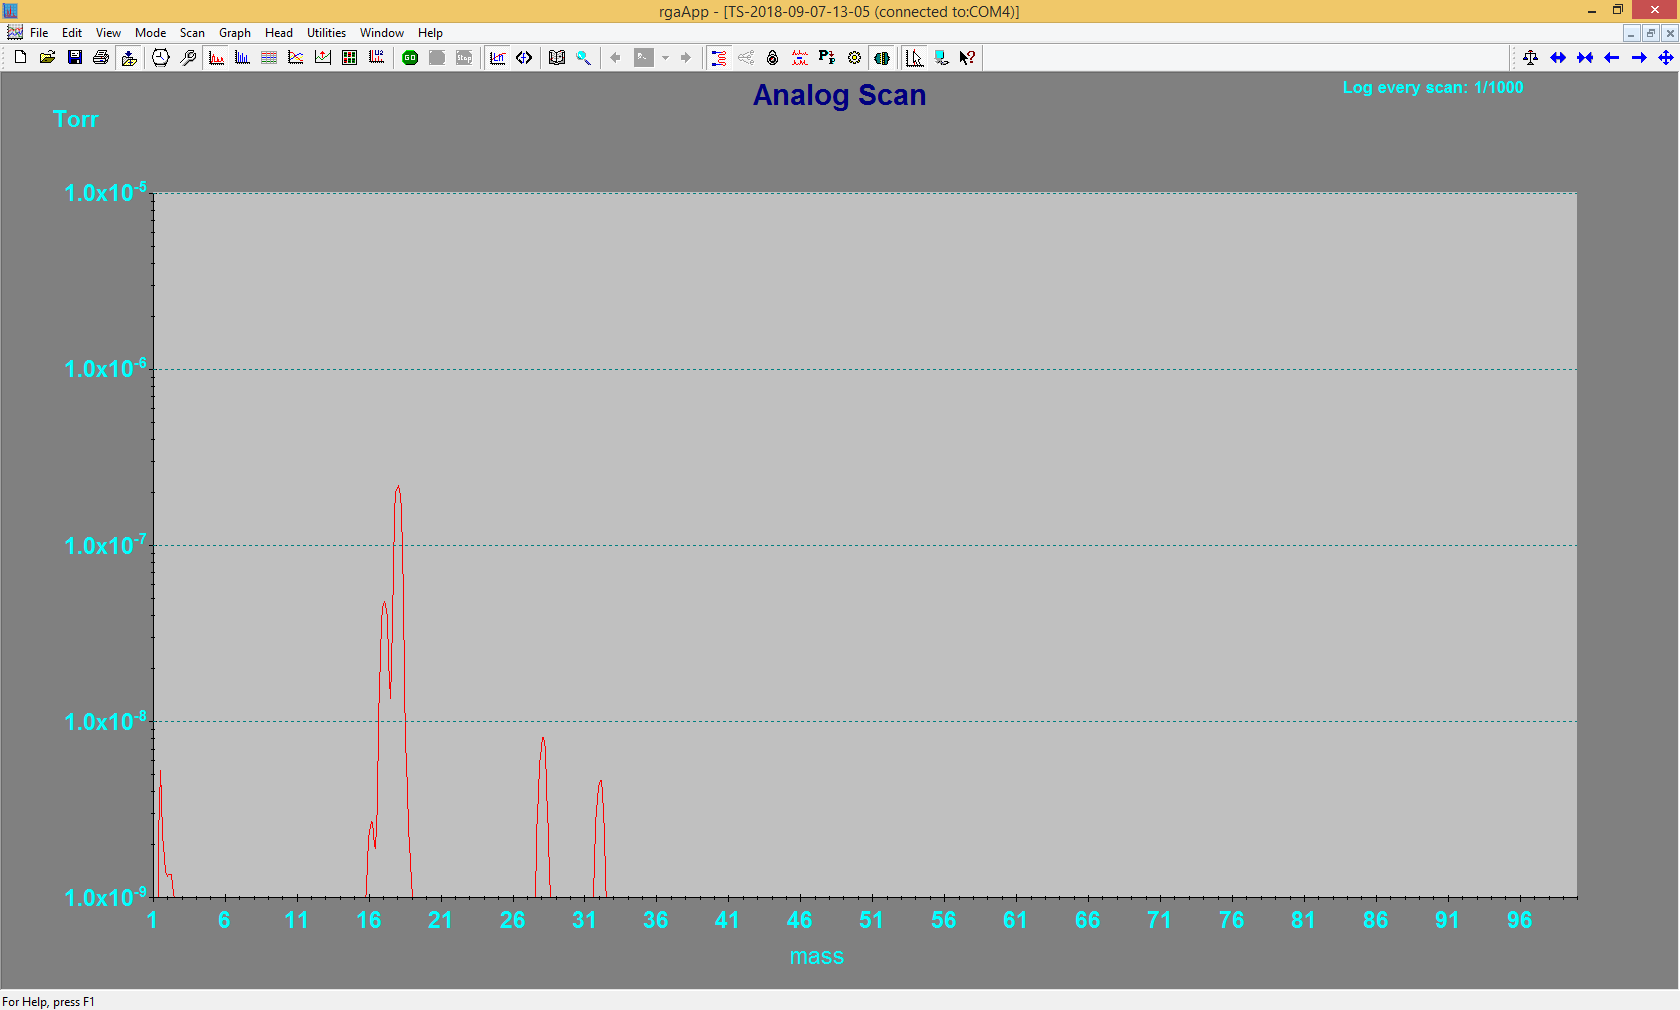 rgaApp - [TS-2018-09-07-13-05 (connected to:COM4)]
File Edit View Mode Scan Graph Head Utilities Window Help
GO Stop
Analog Scan
Log every scan: 1/1000
Torr
1.0x10-5
1.0x10-6
1.0x10-7
1.0x10-8
1.0x10-9
1 6 11 16 21 26 31 36 41 46 51 56 61 66 71 76 81 86 91 96
mass
For Help, press F1